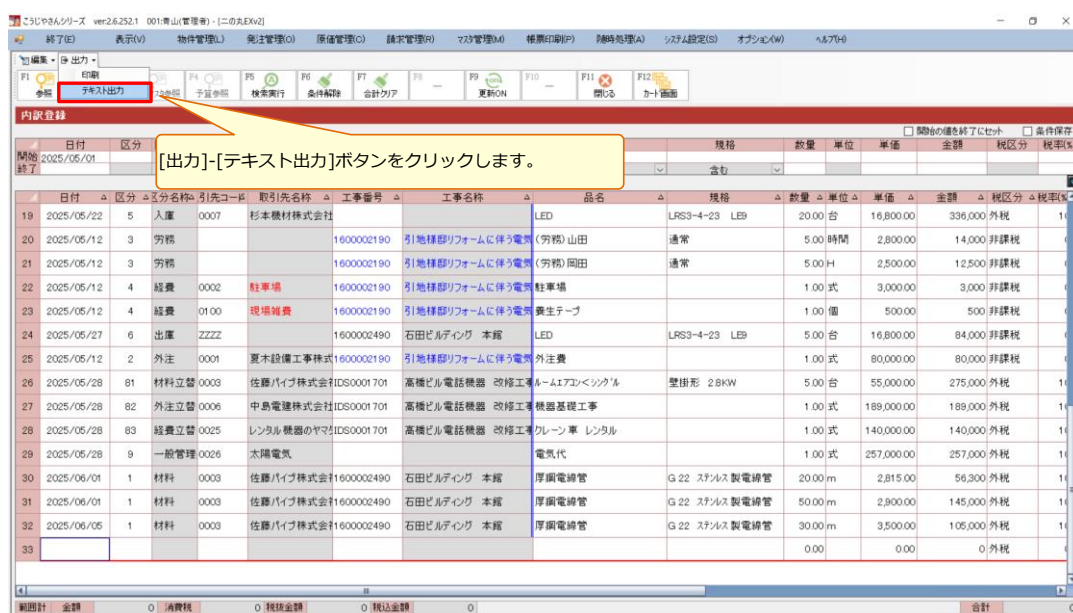 こうじやさんシリーズ ver.2.6.252.1 001:青山(管理者) - [二の丸EXv2]
終了(E) 表示(V) 物件管理(L) 発注管理(O) 原価管理(C) 請求管理(R) マスタ管理(M) 帳票印刷(P) 随時処理(A) システム設定(S) オプション(W) ヘルプ(H)
編集 出力
印刷
テキスト出力
F1 参照 F4 予算参照 F5 検索実行 F6 条件解除 F7 合計クリア F8 F9 更新ON F10 F11 閉じる F12 カード画面
内訳登録
[出力]-[テキスト出力]ボタンをクリックします。
開始の値を終了にセット 条件保存
日付 区分 規格 数量 単位 単価 金額 税区分 税率(%
開始 2025/05/01
終了 含む
日付 区分 区分名称 引先コード 取引先名称 工事番号 工事名称 品名 規格 数量 単位 単価 金額 税区分 税率(%
19 2025/05/22 5 入庫 0007 杉本機材株式会社 LED LRS3-4-23 LE9 20.00 台 16,800.00 336,000 外税
20 2025/05/12 3 労務 1600002190 引地様邸リフォームに伴う電気 (労務)山田 通常 5.00 時間 2,800.00 14,000 非課税
21 2025/05/12 3 労務 1600002190 引地様邸リフォームに伴う電気 (労務)岡田 通常 5.00 H 2,500.00 12,500 非課税
22 2025/05/12 4 経費 0002 駐車場 1600002190 引地様邸リフォームに伴う電気 駐車場 1.00 式 3,000.00 3,000 非課税
23 2025/05/12 4 経費 0100 現場雑費 1600002190 引地様邸リフォームに伴う電気 養生テープ 1.00 個 500.00 500 非課税
24 2025/05/27 6 出庫 ZZZZ 1600002490 石田ビルディング 本館 LED LRS3-4-23 LE9 5.00 台 16,800.00 84,000 非課税
25 2025/05/12 2 外注 0001 夏木設備工事株式 1600002190 引地様邸リフォームに伴う電気 外注費 1.00 式 80,000.00 80,000 非課税
26 2025/05/28 81 材料立替 0003 佐藤パイプ株式会社 IDS0001701 高橋ビル電話機器 改修工事 ルームエアコン<シングル 壁掛形 2.8KW 5.00 台 55,000.00 275,000 外税 10
27 2025/05/28 82 外注立替 0006 中島電建株式会社 IDS0001701 高橋ビル電話機器 改修工事 機器基礎工事 1.00 式 189,000.00 189,000 外税 10
28 2025/05/28 83 経費立替 0025 レンタル機器のヤマ IDS0001701 高橋ビル電話機器 改修工事 クレーン車 レンタル 1.00 式 140,000.00 140,000 外税 10
29 2025/05/28 9 一般管理 0026 太陽電気 電気代 1.00 式 257,000.00 257,000 外税 10
30 2025/06/01 1 材料 0003 佐藤パイプ株式会社 1600002490 石田ビルディング 本館 厚鋼電線管 G 22 ステンレス製電線管 20.00 m 2,815.00 56,300 外税 10
31 2025/06/01 1 材料 0003 佐藤パイプ株式会社 1600002490 石田ビルディング 本館 厚鋼電線管 G 22 ステンレス製電線管 50.00 m 2,900.00 145,000 外税 10
32 2025/06/05 1 材料 0003 佐藤パイプ株式会社 1600002490 石田ビルディング 本館 厚鋼電線管 G 22 ステンレス製電線管 30.00 m 3,500.00 105,000 外税 10
33 0.00 0.00 0 外税
範囲計 金額 0 消費税 0 税抜金額 0 税込金額 0 合計